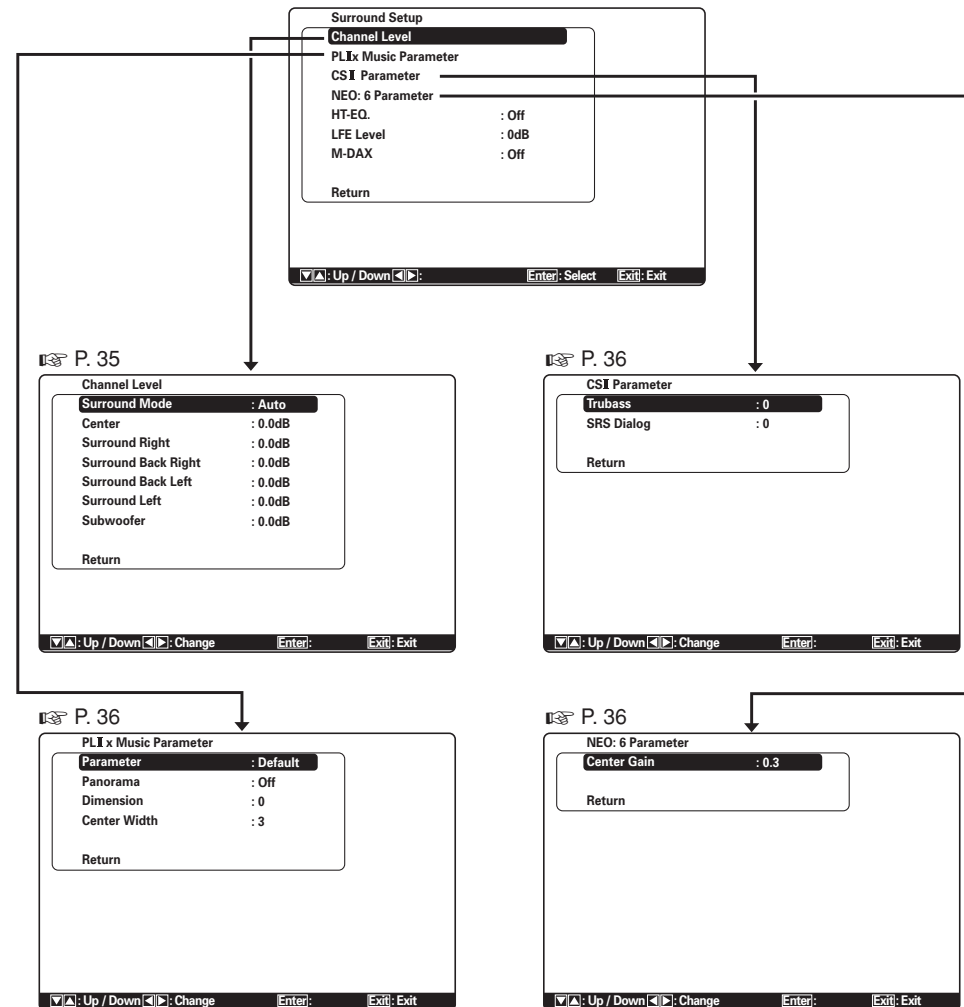 Surround Setup
Channel Level
PLⅡx Music Parameter
CSⅡ Parameter
NEO: 6 Parameter
HT-EQ. : Off
LFE Level : 0dB
M-DAX : Off
Return
▼▲: Up / Down ◀▶: Enter: Select Exit: Exit
☞ P. 35
Channel Level
Surround Mode : Auto
Center : 0.0dB
Surround Right : 0.0dB
Surround Back Right : 0.0dB
Surround Back Left : 0.0dB
Surround Left : 0.0dB
Subwoofer : 0.0dB
Return
▼▲: Up / Down ◀▶: Change Enter: Exit: Exit
☞ P. 36
CSⅡ Parameter
Trubass : 0
SRS Dialog : 0
Return
▼▲: Up / Down ◀▶: Change Enter: Exit: Exit
☞ P. 36
PLⅡx Music Parameter
Parameter : Default
Panorama : Off
Dimension : 0
Center Width : 3
Return
▼▲: Up / Down ◀▶: Change Enter: Exit: Exit
☞ P. 36
NEO: 6 Parameter
Center Gain : 0.3
Return
▼▲: Up / Down ◀▶: Change Enter: Exit: Exit